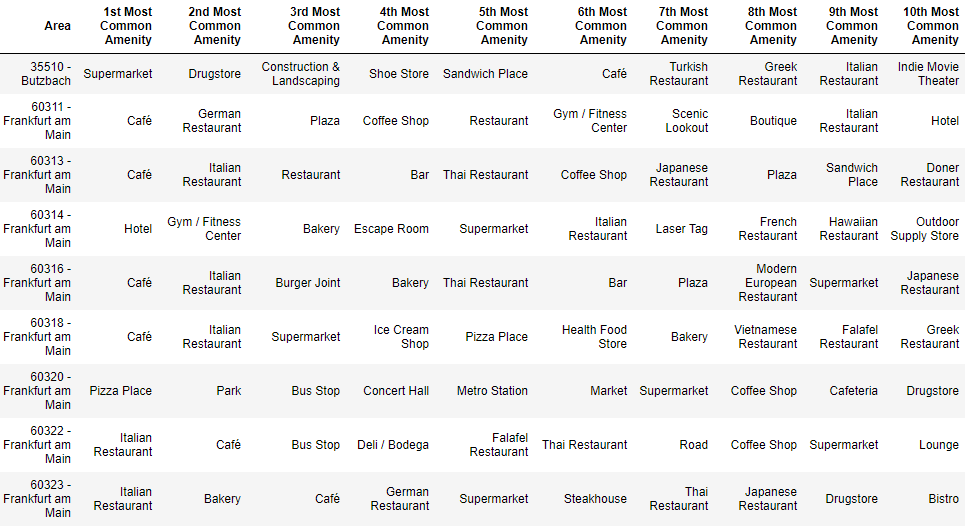 Area 1st Most Common Amenity 2nd Most Common Amenity 3rd Most Common Amenity 4th Most Common Amenity 5th Most Common Amenity 6th Most Common Amenity 7th Most Common Amenity 8th Most Common Amenity 9th Most Common Amenity 10th Most Common Amenity
35510 - Butzbach Supermarket Drugstore Construction & Landscaping Shoe Store Sandwich Place Café Turkish Restaurant Greek Restaurant Italian Restaurant Indie Movie Theater
60311 - Frankfurt am Main Café German Restaurant Plaza Coffee Shop Restaurant Gym / Fitness Center Scenic Lookout Boutique Italian Restaurant Hotel
60313 - Frankfurt am Main Café Italian Restaurant Restaurant Bar Thai Restaurant Coffee Shop Japanese Restaurant Plaza Sandwich Place Doner Restaurant
60314 - Frankfurt am Main Hotel Gym / Fitness Center Bakery Escape Room Supermarket Italian Restaurant Laser Tag French Restaurant Hawaiian Restaurant Outdoor Supply Store
60316 - Frankfurt am Main Café Italian Restaurant Burger Joint Bakery Thai Restaurant Bar Plaza Modern European Restaurant Supermarket Japanese Restaurant
60318 - Frankfurt am Main Café Italian Restaurant Supermarket Ice Cream Shop Pizza Place Health Food Store Bakery Vietnamese Restaurant Falafel Restaurant Greek Restaurant
60320 - Frankfurt am Main Pizza Place Park Bus Stop Concert Hall Metro Station Market Supermarket Coffee Shop Cafeteria Drugstore
60322 - Frankfurt am Main Italian Restaurant Café Bus Stop Deli / Bodega Falafel Restaurant Thai Restaurant Road Coffee Shop Supermarket Lounge
60323 - Frankfurt am Main Italian Restaurant Bakery Café German Restaurant Supermarket Steakhouse Thai Restaurant Japanese Restaurant Drugstore Bistro